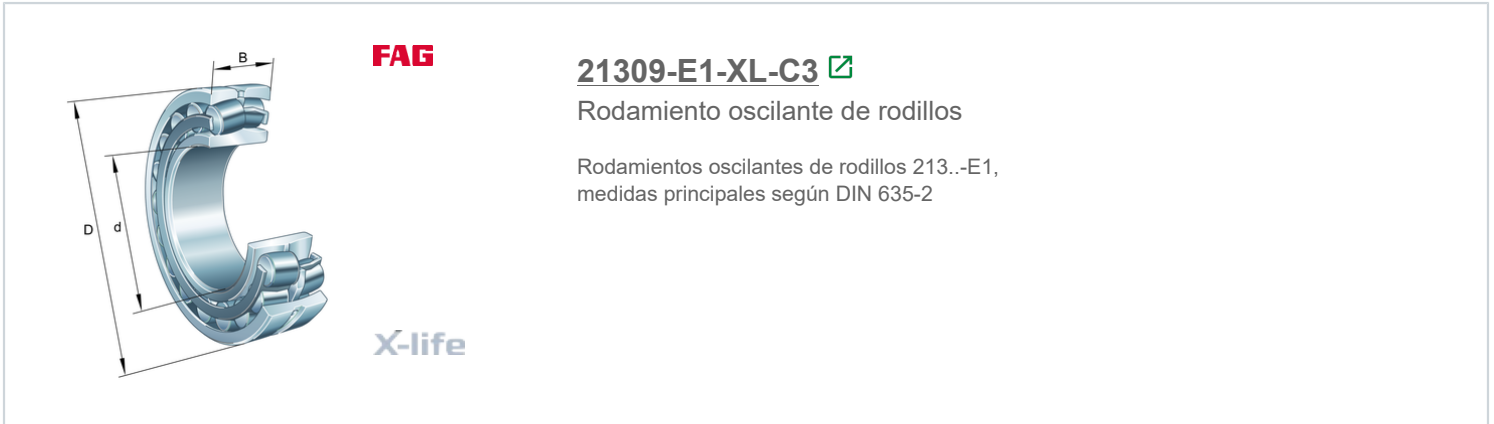 B
D
d
FAG
X-life
21309-E1-XL-C3
Rodamiento oscilante de rodillos
Rodamientos oscilantes de rodillos 213..-E1,
medidas principales según DIN 635-2